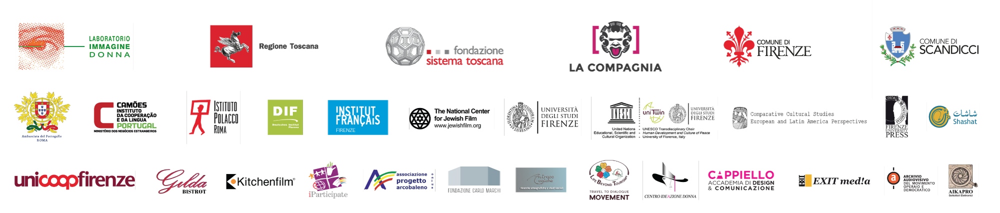 LABORATORIO
IMMAGINE
DONNA
Regione Toscana
fondazione
sistema toscana
LA COMPAGNIA
COMUNE DI
FIRENZE
COMUNE DI
SCANDICCI
Ambasciata del Portogallo
ROMA
CAMÕES
INSTITUTO
DA COOPERAÇÃO
E DA LÍNGUA
PORTUGAL
MINISTÉRIO DOS NEGÓCIOS ESTRANGEIROS
ISTITUTO
POLACCO
ROMA
DIF
Deutsches Institut
Florenz
INSTITUT
FRANÇAIS
FIRENZE
The National Center
for Jewish Film
www.jewishfilm.org
FLORENTINA STUDIORUM UNIVERSITAS
UNIVERSITÀ
DEGLI STUDI
FIRENZE
UNESCO
United Nations
Educational, Scientific and
Cultural Organization
uniTwin
UNIVERSITÀ
DEGLI STUDI
FIRENZE
UNESCO Transdisciplinary Chair
Human Development and Culture of Peace
University of Florence, Italy
Comparative Cultural Studies
European and Latin America Perspectives
FIRENZE
UNIVERSITY
PRESS
شاشات
Shashat
unicoopfirenze
Gilda
BISTROT
Kitchenfilm®
iParticipate
associazione
progetto
arcobaleno
onlus
FONDAZIONE CARLO MARCHI
ricerche etnografiche e studi sociali
LIFE BEYOND TOURISM®
TRAVEL TO DIALOGUE
MOVEMENT
CENTRO IDEAZIONE DONNA
CAPPIELLO
ACCADEMIA DI DESIGN
& COMUNICAZIONE
EXIT med!a
a
ARCHIVIO
AUDIOVISIVO
DEL MOVIMENTO
OPERAIO E
DEMOCRATICO
AIKAPRO
Sottotitoli Elettronici